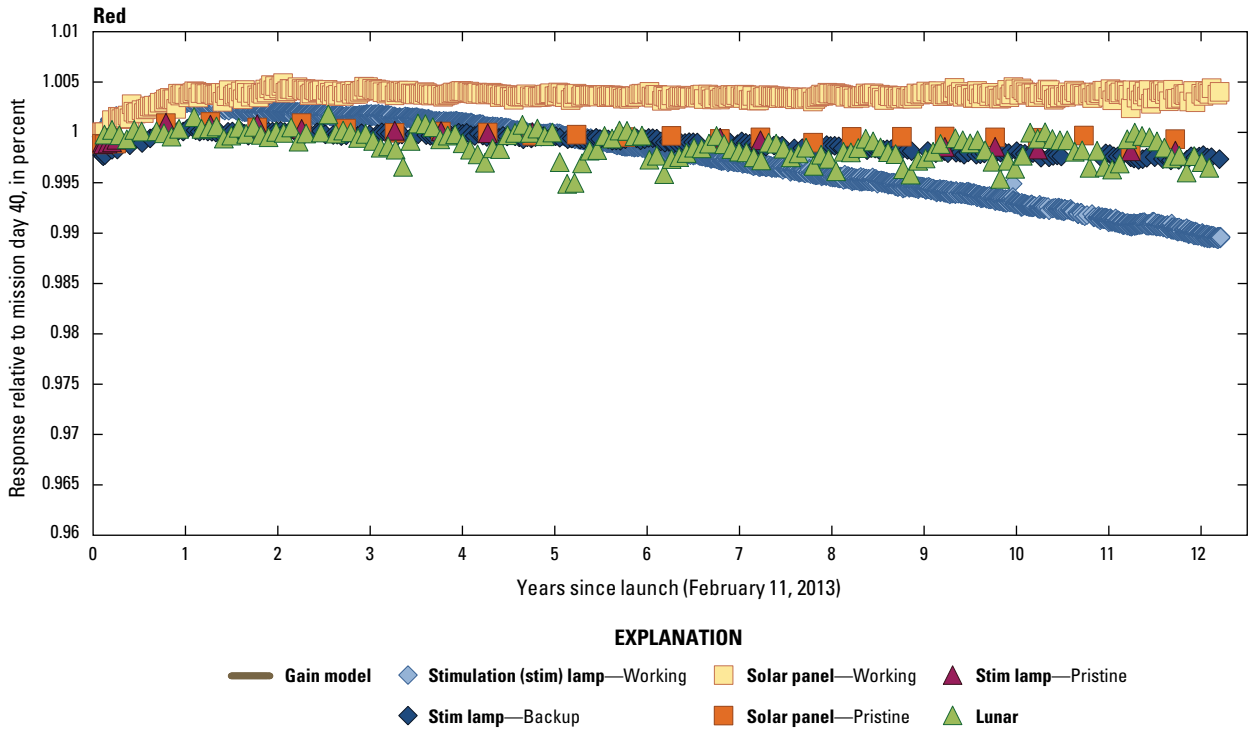 Red
Response relative to mission day 40, in percent
1.01
1.005
1
0.995
0.99
0.985
0.98
0.975
0.97
0.965
0.96
0 1 2 3 4 5 6 7 8 9 10 11 12
Years since launch (February 11, 2013)
EXPLANATION
Gain model
Stimulation (stim) lamp—Working
Solar panel—Working
Stim lamp—Pristine
Stim lamp—Backup
Solar panel—Pristine
Lunar